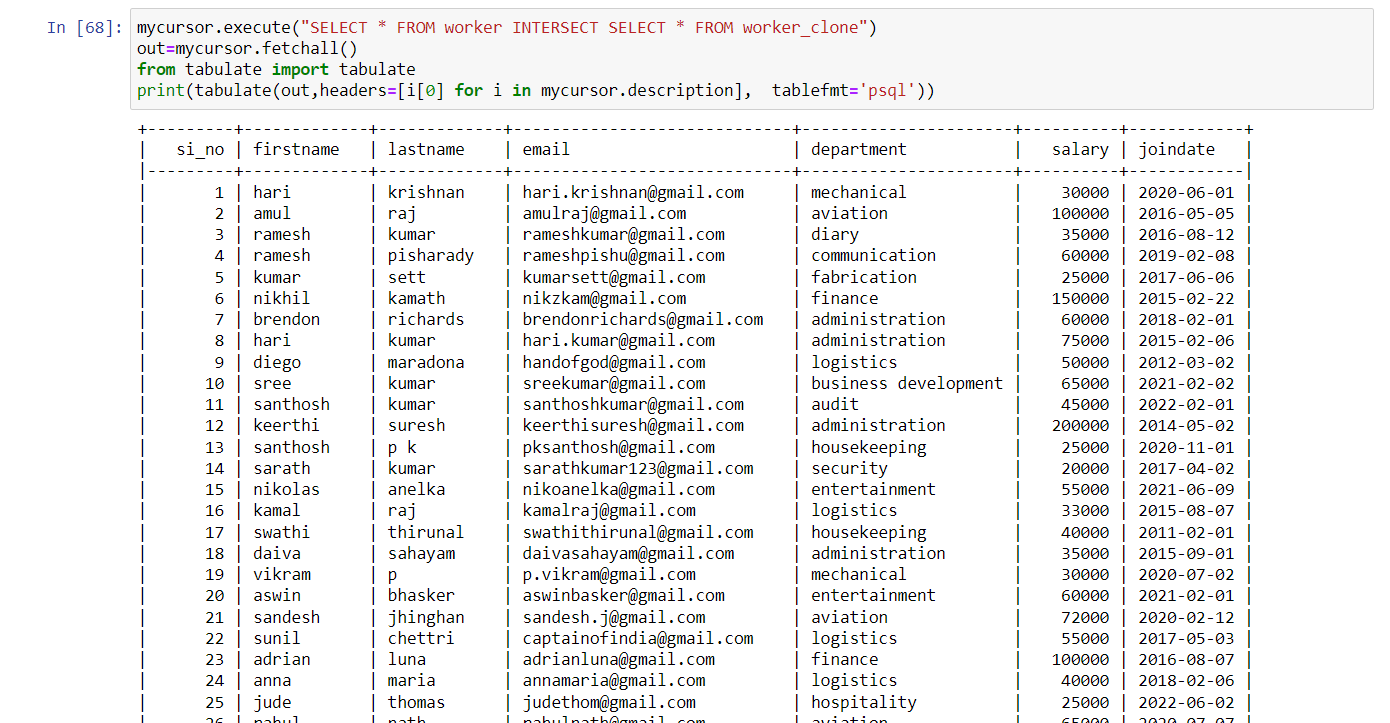 In [68]: mycursor.execute("SELECT * FROM worker INTERSECT SELECT * FROM worker_clone")
out=mycursor.fetchall()
from tabulate import tabulate
print(tabulate(out,headers=[i[0] for i in mycursor.description],  tablefmt='psql'))
+---------+-------------+-------------+-----------------------------+----------------------+----------+------------+
|   si_no | firstname   | lastname    | email                       | department           |   salary | joindate   |
|---------+-------------+-------------+-----------------------------+----------------------+----------+------------|
|       1 | hari        | krishnan    | hari.krishnan@gmail.com     | mechanical           |    30000 | 2020-06-01 |
|       2 | amul        | raj         | amulraj@gmail.com           | aviation             |   100000 | 2016-05-05 |
|       3 | ramesh      | kumar       | rameshkumar@gmail.com       | diary                |    35000 | 2016-08-12 |
|       4 | ramesh      | pisharady   | rameshpishu@gmail.com       | communication        |    60000 | 2019-02-08 |
|       5 | kumar       | sett        | kumarsett@gmail.com         | fabrication          |    25000 | 2017-06-06 |
|       6 | nikhil      | kamath      | nikzkam@gmail.com           | finance              |   150000 | 2015-02-22 |
|       7 | brendon     | richards    | brendonrichards@gmail.com   | administration       |    60000 | 2018-02-01 |
|       8 | hari        | kumar       | hari.kumar@gmail.com        | administration       |    75000 | 2015-02-06 |
|       9 | diego       | maradona    | handofgod@gmail.com         | logistics            |    50000 | 2012-03-02 |
|      10 | sree        | kumar       | sreekumar@gmail.com         | business development |    65000 | 2021-02-02 |
|      11 | santhosh    | kumar       | santhoshkumar@gmail.com     | audit                |    45000 | 2022-02-01 |
|      12 | keerthi     | suresh      | keerthisuresh@gmail.com     | administration       |   200000 | 2014-05-02 |
|      13 | santhosh    | p k         | pksanthosh@gmail.com        | housekeeping         |    25000 | 2020-11-01 |
|      14 | sarath      | kumar       | sarathkumar123@gmail.com    | security             |    20000 | 2017-04-02 |
|      15 | nikolas     | anelka      | nikoanelka@gmail.com        | entertainment        |    55000 | 2021-06-09 |
|      16 | kamal       | raj         | kamalraj@gmail.com          | logistics            |    33000 | 2015-08-07 |
|      17 | swathi      | thirunal    | swathithirunal@gmail.com    | housekeeping         |    40000 | 2011-02-01 |
|      18 | daiva       | sahayam     | daivasahayam@gmail.com      | administration       |    35000 | 2015-09-01 |
|      19 | vikram      | p           | p.vikram@gmail.com          | mechanical           |    30000 | 2020-07-02 |
|      20 | aswin       | bhasker     | aswinbasker@gmail.com       | entertainment        |    60000 | 2021-02-01 |
|      21 | sandesh     | jhinghan    | sandesh.j@gmail.com         | aviation             |    72000 | 2020-02-12 |
|      22 | sunil       | chettri     | captainofindia@gmail.com    | logistics            |    55000 | 2017-05-03 |
|      23 | adrian      | luna        | adrianluna@gmail.com        | finance              |   100000 | 2016-08-07 |
|      24 | anna        | maria       | annamaria@gmail.com         | logistics            |    40000 | 2018-02-06 |
|      25 | jude        | thomas      | judethom@gmail.com          | hospitality          |    25000 | 2022-06-02 |